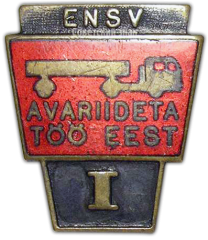 ENSV
AVARIIDETA
TÖÖ EEST
I